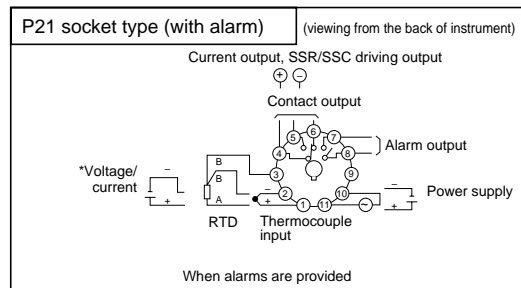 P21 socket type (with alarm)
(viewing from the back of instrument)
Current output, SSR/SSC driving output
+ −
Contact output
5 6 7
4 8
Alarm output
B
*Voltage/
current
−
+
B
A
3
2
1
11
10
9
−
+
~
−
+
Power supply
RTD
Thermocouple
input
When alarms are provided